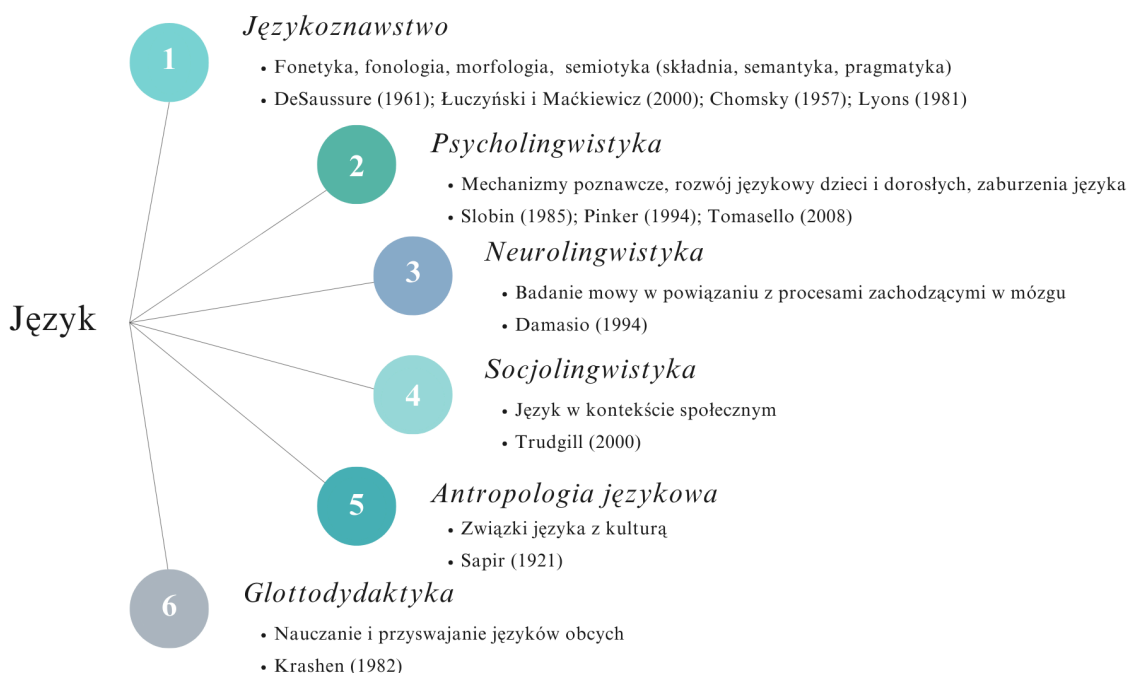 Język
1
Językoznawstwo
• Fonetyka, fonologia, morfologia, semiotyka (składnia, semantyka, pragmatyka)
• DeSaussure (1961); Łuczyński i Maćkiewicz (2000); Chomsky (1957); Lyons (1981)
2
Psycholingwistyka
• Mechanizmy poznawcze, rozwój językowy dzieci i dorosłych, zaburzenia języka
• Slobin (1985); Pinker (1994); Tomasello (2008)
3
Neurolingwistyka
• Badanie mowy w powiązaniu z procesami zachodzącymi w mózgu
• Damasio (1994)
4
Socjolingwistyka
• Język w kontekście społecznym
• Trudgill (2000)
5
Antropologia językowa
• Związki języka z kulturą
• Sapir (1921)
6
Glottodydaktyka
• Nauczanie i przyswajanie języków obcych
• Krashen (1982)